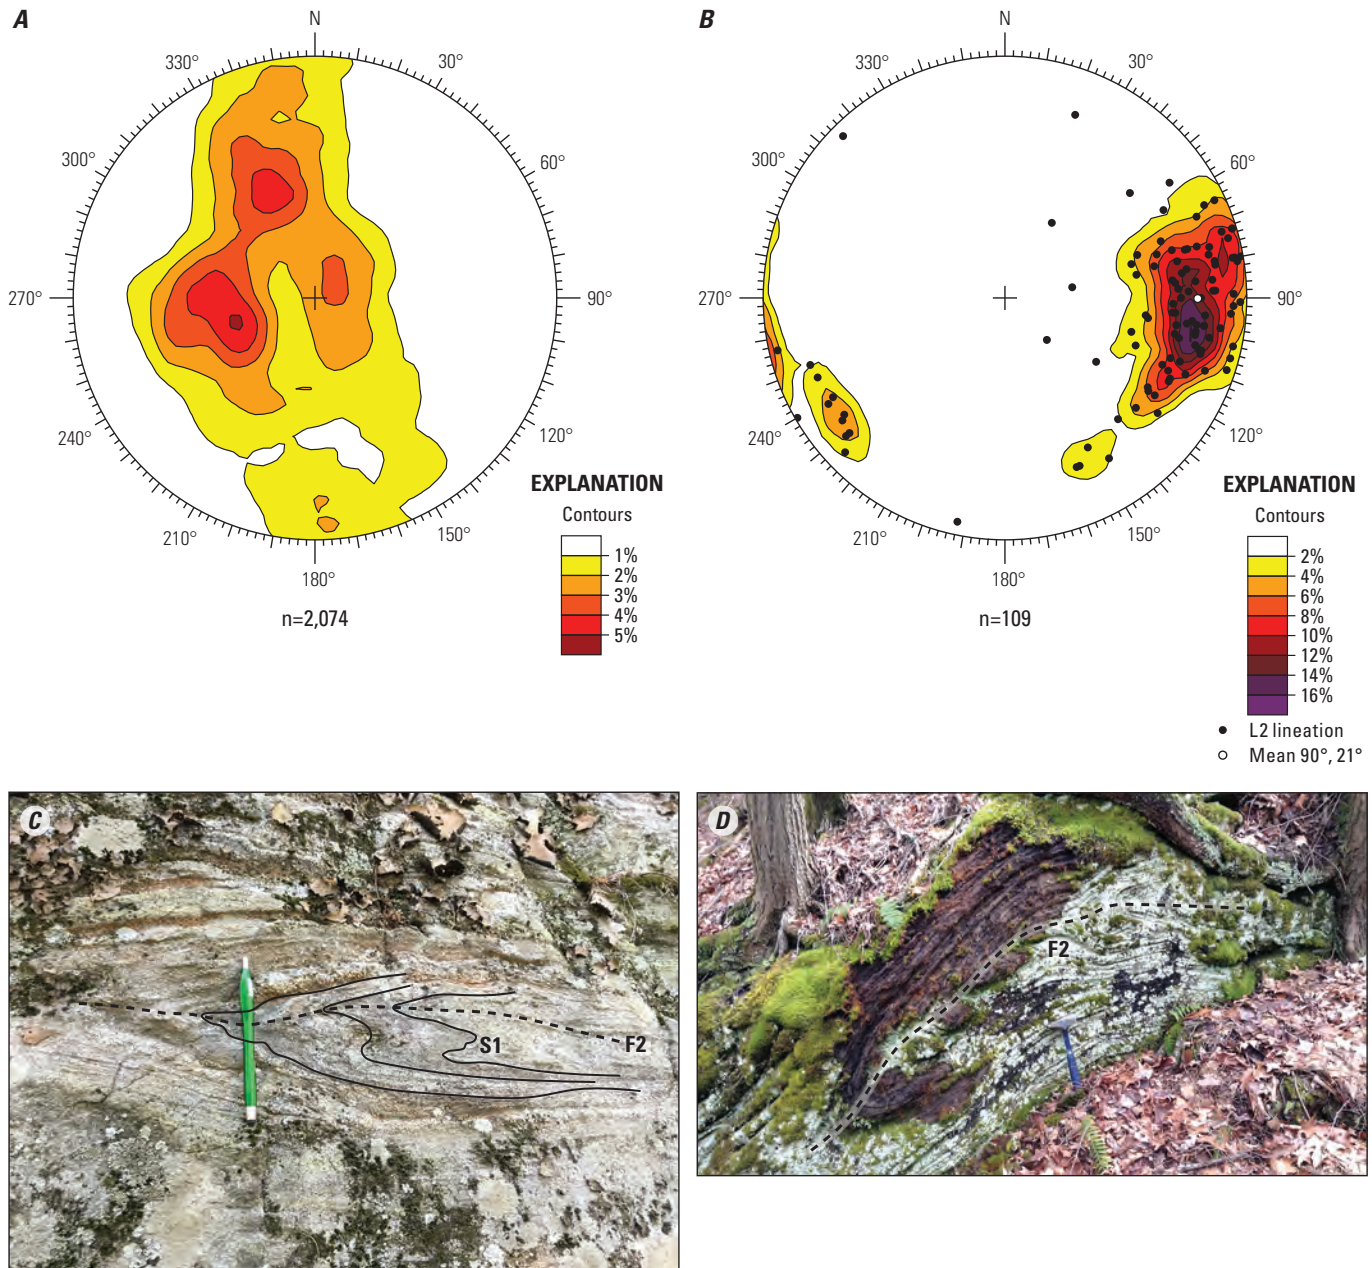 A
N
30°
60°
90°
120°
150°
180°
210°
240°
270°
300°
330°
n=2,074
EXPLANATION
Contours
1%
2%
3%
4%
5%
B
N
30°
60°
90°
120°
150°
180°
210°
240°
270°
300°
330°
n=109
EXPLANATION
Contours
2%
4%
6%
8%
10%
12%
14%
16%
L2 lineation
Mean 90°, 21°
C
S1
F2
D
F2